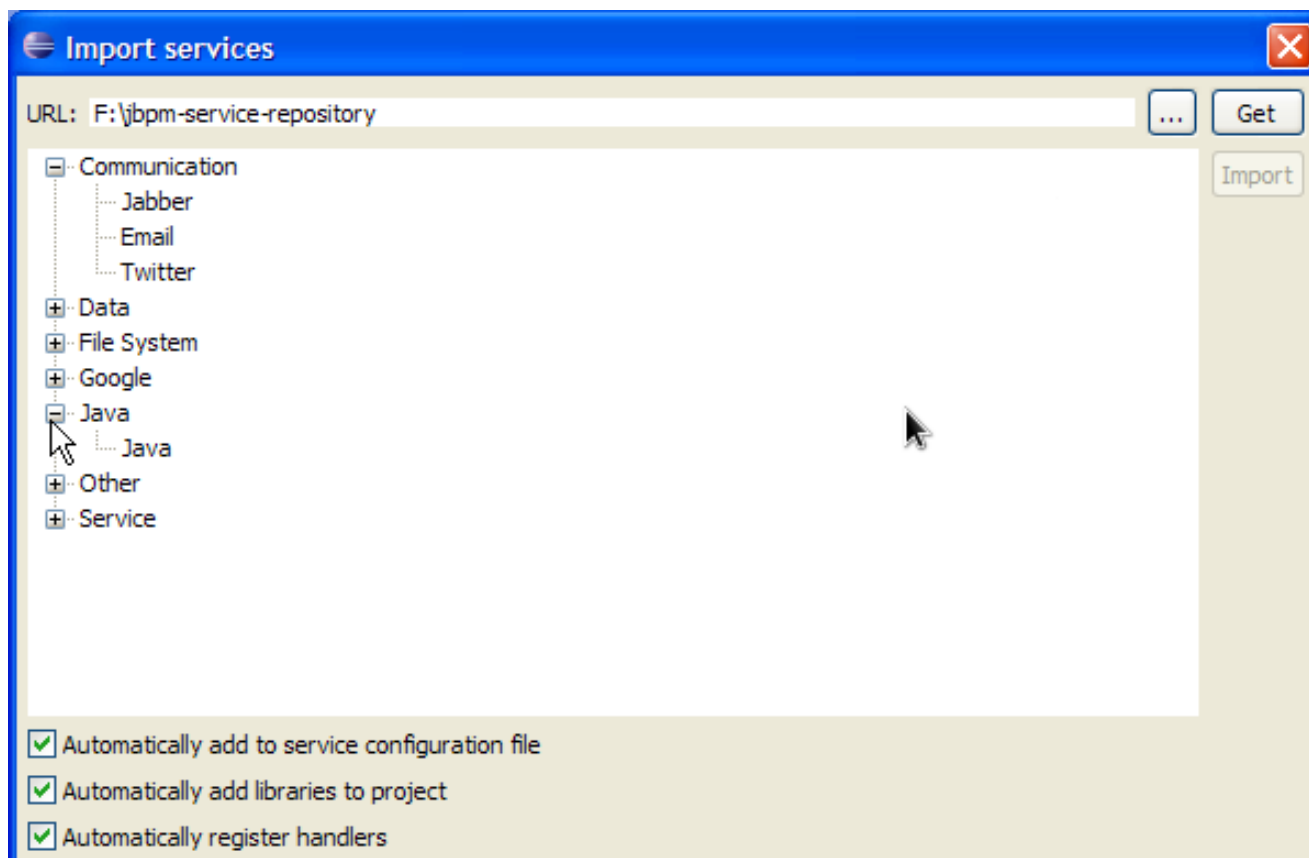 Import services
URL: F:\jbpm-service-repository ... Get
Import
Communication
Jabber
Email
Twitter
Data
File System
Google
Java
Java
Other
Service
Automatically add to service configuration file
Automatically add libraries to project
Automatically register handlers